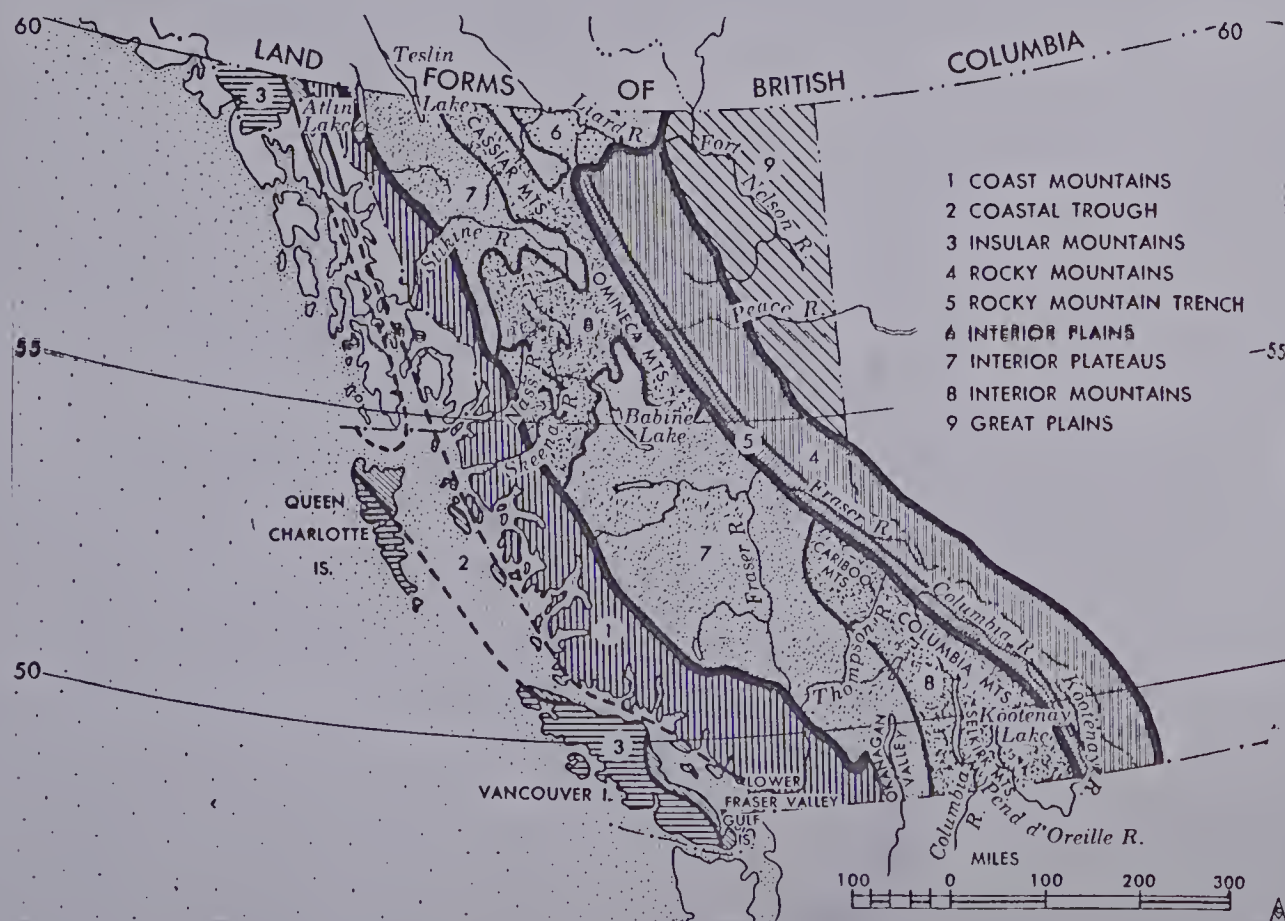 LAND FORMS OF BRITISH COLUMBIA
60
60
Teslin
Lake
3
Atlin
Lake
CASSIAR MTS.
6
Liard R.
Fort
Nelson R.
9
7
Stikine R.
1 COAST MOUNTAINS
2 COASTAL TROUGH
3 INSULAR MOUNTAINS
4 ROCKY MOUNTAINS
5 ROCKY MOUNTAIN TRENCH
6 INTERIOR PLAINS
7 INTERIOR PLATEAUS
8 INTERIOR MOUNTAINS
9 GREAT PLAINS
OMINECA MTS.
8
Peace R.
55
55
Nass R.
Skeena R.
Babine
Lake
5
4
Fraser R.
QUEEN
CHARLOTTE
IS.
2
7
Fraser R.
CARIBOO
MTS.
Columbia R.
1
Thompson R.
COLUMBIA MTS.
8
Kootenay R.
50
Kootenay
Lake
SELKIRK MTS.
OKANAGAN
VALLEY
3
VANCOUVER I.
LOWER
FRASER VALLEY
GULF
IS.
Columbia
R.
Pend d'Oreille R.
MILES
100 0 100 200 300